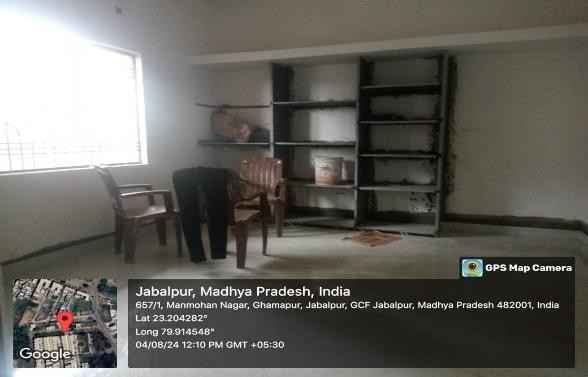 GPS Map Camera
Jabalpur, Madhya Pradesh, India
657/1, Manmohan Nagar, Ghamapur, Jabalpur, GCF Jabalpur, Madhya Pradesh 482001, India
Lat 23.204282°
Long 79.914548°
04/08/24 12:10 PM GMT +05:30
Google